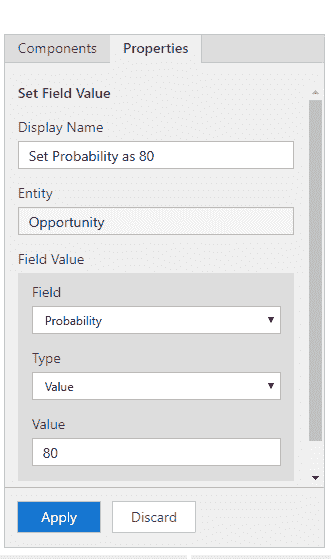 Components Properties
Set Field Value
Display Name
Set Probability as 80
Entity
Opportunity
Field Value
Field
Probability
Type
Value
Value
80
Apply Discard